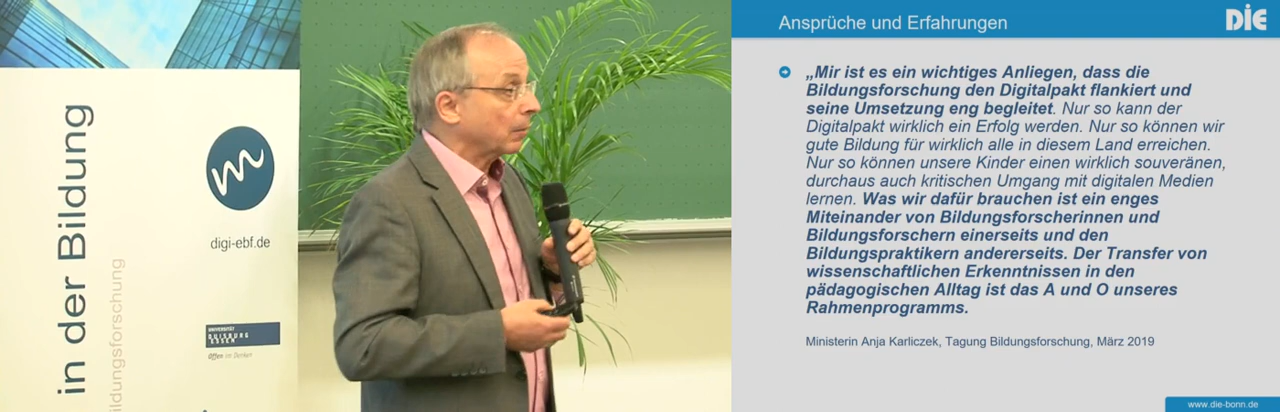 in der Bildung
ildungsforschung
digi-ebf.de
UNIVERSITÄT
DUISBURG
ESSEN
Offen im Denken
Ansprüche und Erfahrungen
DIE
„Mir ist es ein wichtiges Anliegen, dass die
Bildungsforschung den Digitalpakt flankiert und
seine Umsetzung eng begleitet. Nur so kann der
Digitalpakt wirklich ein Erfolg werden. Nur so können wir
gute Bildung für wirklich alle in diesem Land erreichen.
Nur so können unsere Kinder einen wirklich souveränen,
durchaus auch kritischen Umgang mit digitalen Medien
lernen. Was wir dafür brauchen ist ein enges
Miteinander von Bildungsforscherinnen und
Bildungsforschern einerseits und den
Bildungspraktikern andererseits. Der Transfer von
wissenschaftlichen Erkenntnissen in den
pädagogischen Alltag ist das A und O unseres
Rahmenprogramms.
Ministerin Anja Karliczek, Tagung Bildungsforschung, März 2019
www.die-bonn.de